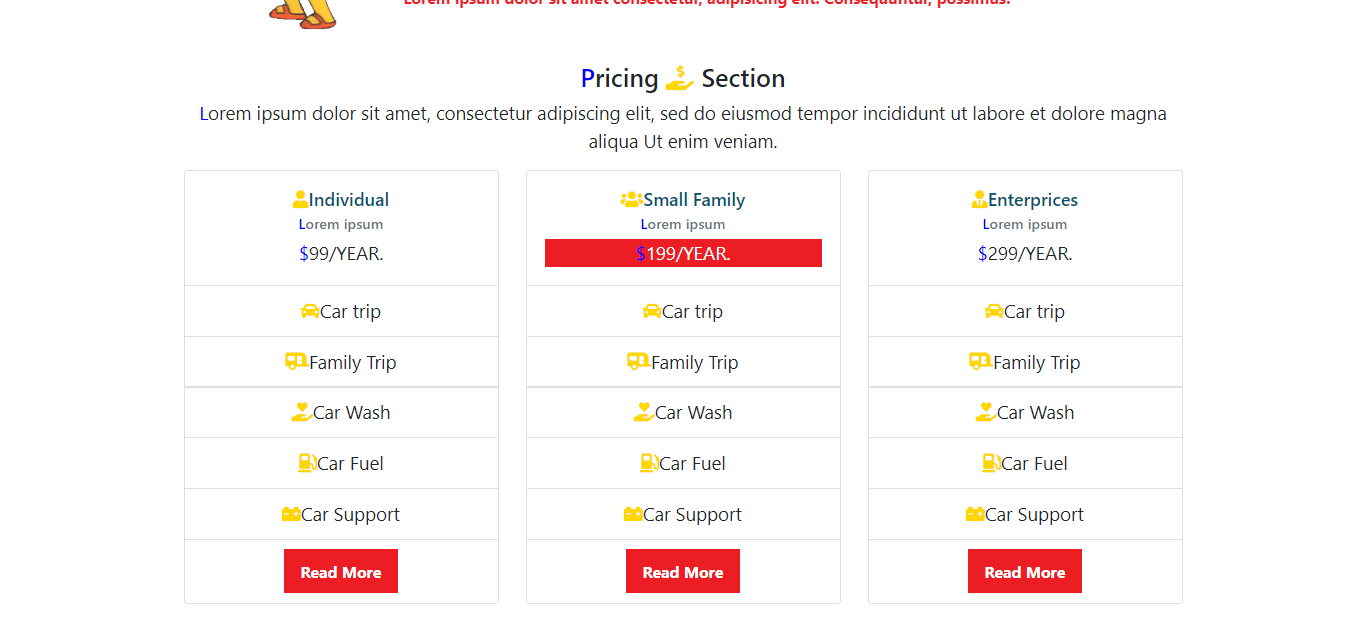 Lorem ipsum dolor sit amet consectetur, adipisicing elit. Consequuntur, possimus.
Pricing Section
Lorem ipsum dolor sit amet, consectetur adipiscing elit, sed do eiusmod tempor incididunt ut labore et dolore magna
aliqua Ut enim veniam.
Individual
Lorem ipsum
$99/YEAR.
Car trip
Family Trip
Car Wash
Car Fuel
Car Support
Read More
Small Family
Lorem ipsum
$199/YEAR.
Car trip
Family Trip
Car Wash
Car Fuel
Car Support
Read More
Enterprices
Lorem ipsum
$299/YEAR.
Car trip
Family Trip
Car Wash
Car Fuel
Car Support
Read More